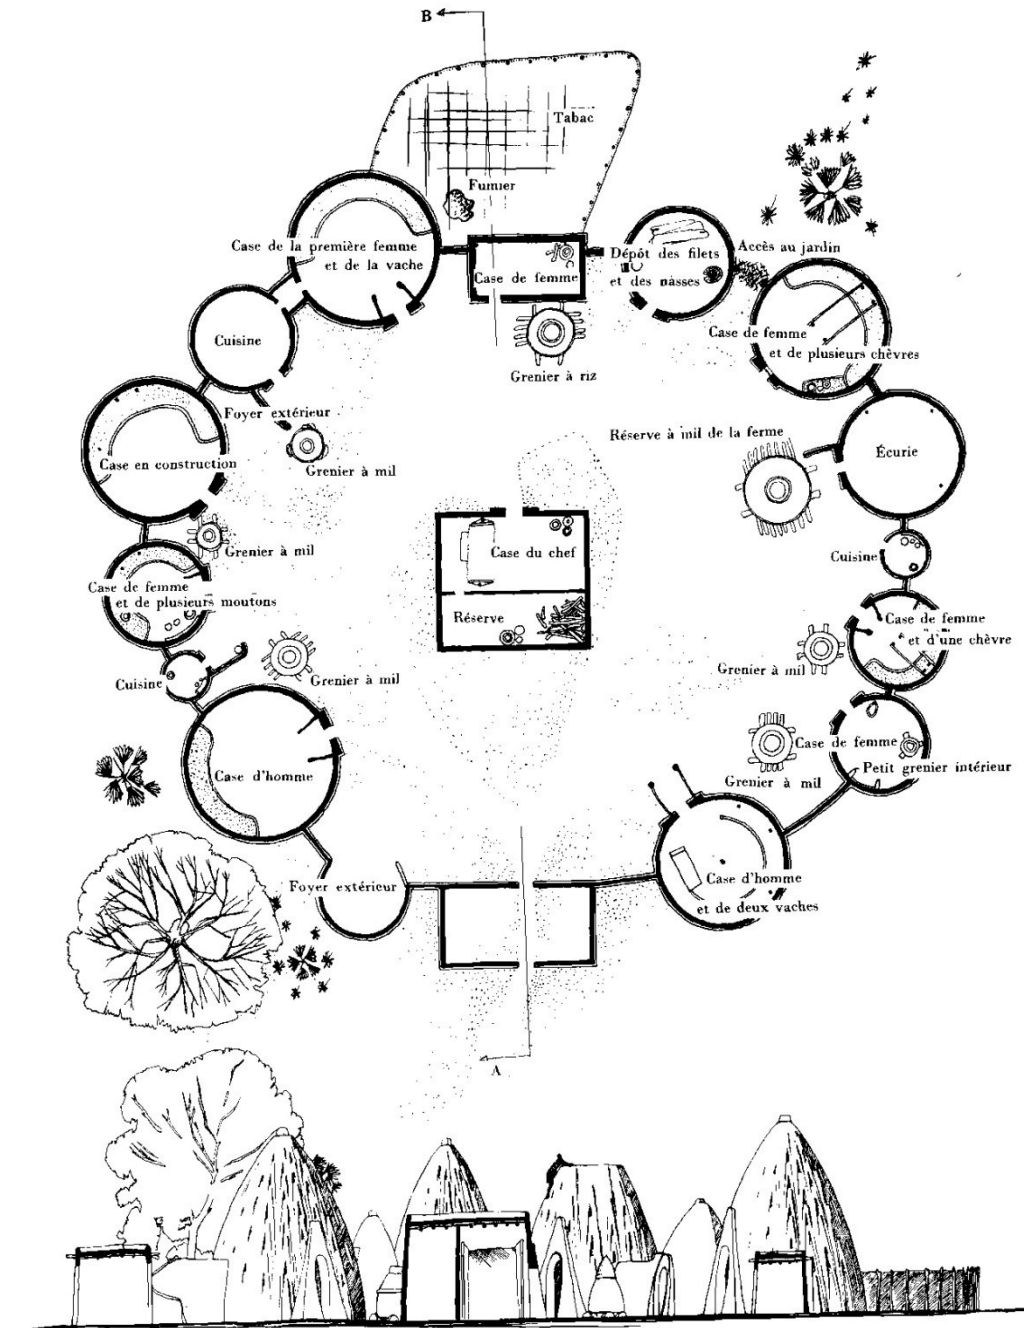 B
Tabac
Fumier
Case de la première femme
et de la vache
Case de femme
Dépôt des filets
et des nasses
Accès au jardin
Cuisine
Grenier à riz
Case de femme
et de plusieurs chèvres
Foyer extérieur
Grenier à mil
Réserve à mil de la ferme
Écurie
Case en construction
Grenier à mil
Case du chef
Cuisine
Case de femme
et de plusieurs moutons
Réserve
Case de femme
et d'une chèvre
Cuisine
Grenier à mil
Grenier à mil
Case d'homme
Case de femme
Petit grenier intérieur
Grenier à mil
Foyer extérieur
Case d'homme
et de deux vaches
A